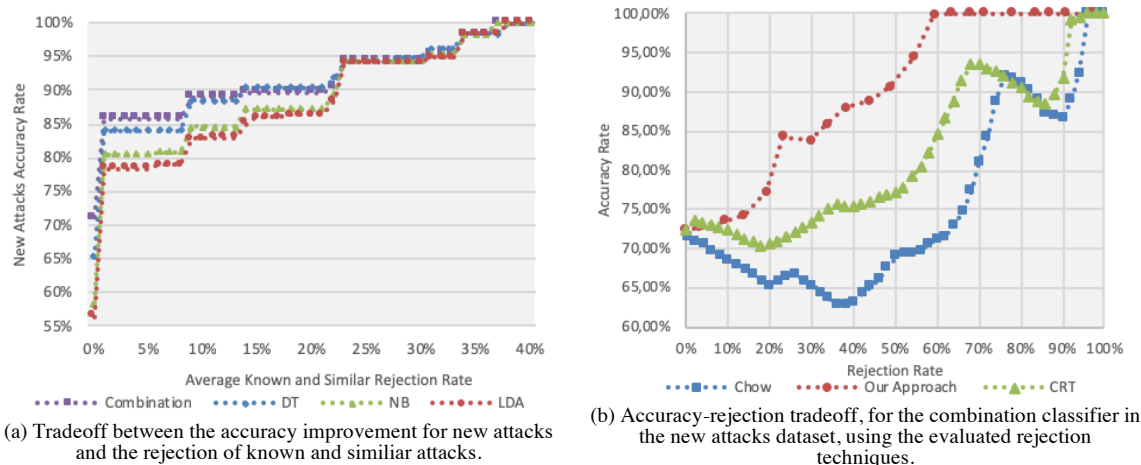 100%
95%
90%
85%
80%
75%
70%
65%
60%
55%
New Attacks Accuracy Rate
0% 5% 10% 15% 20% 25% 30% 35% 40%
Average Known and Similar Rejection Rate
Combination DT NB LDA
(a) Tradeoff between the accuracy improvement for new attacks
and the rejection of known and similiar attacks.
100,00%
95,00%
90,00%
85,00%
80,00%
75,00%
70,00%
65,00%
60,00%
Accuracy Rate
0% 10% 20% 30% 40% 50% 60% 70% 80% 90% 100%
Rejection Rate
Chow Our Approach CRT
(b) Accuracy-rejection tradeoff, for the combination classifier in
the new attacks dataset, using the evaluated rejection
techniques.